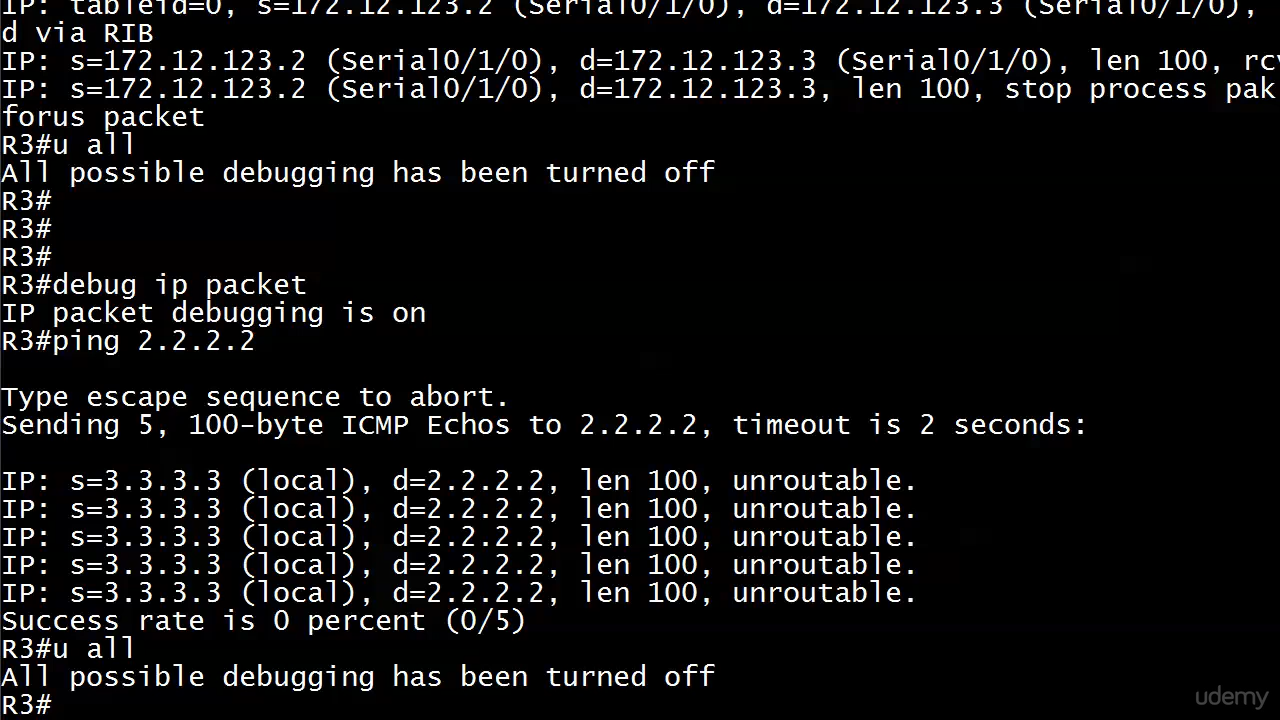 IP: tableid=0, s=172.12.123.2 (Serial0/1/0), d=172.12.123.3 (Serial0/1/0),
d via RIB
IP: s=172.12.123.2 (Serial0/1/0), d=172.12.123.3 (Serial0/1/0), len 100, rcv
IP: s=172.12.123.2 (Serial0/1/0), d=172.12.123.3, len 100, stop process pak
forus packet
R3#u all
All possible debugging has been turned off
R3#
R3#
R3#
R3#debug ip packet
IP packet debugging is on
R3#ping 2.2.2.2
Type escape sequence to abort.
Sending 5, 100-byte ICMP Echos to 2.2.2.2, timeout is 2 seconds:
IP: s=3.3.3.3 (local), d=2.2.2.2, len 100, unroutable.
IP: s=3.3.3.3 (local), d=2.2.2.2, len 100, unroutable.
IP: s=3.3.3.3 (local), d=2.2.2.2, len 100, unroutable.
IP: s=3.3.3.3 (local), d=2.2.2.2, len 100, unroutable.
IP: s=3.3.3.3 (local), d=2.2.2.2, len 100, unroutable.
Success rate is 0 percent (0/5)
R3#u all
All possible debugging has been turned off
R3#
udemy